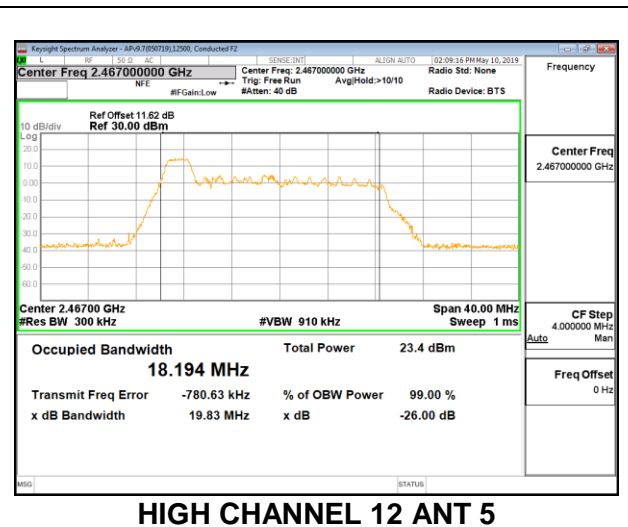 Keysight Spectrum Analyzer - APv9.7(050719),12500, Conducted F2
L RF 50 Ω AC SENSE:INT ALIGN AUTO 02:09:16 PM May 10, 2019
Center Freq 2.467000000 GHz Center Freq: 2.467000000 GHz Radio Std: None Frequency
NFE Trig: Free Run Avg|Hold:>10/10
#IFGain:Low #Atten: 40 dB Radio Device: BTS
Ref Offset 11.62 dB
10 dB/div Ref 30.00 dBm
Log
20.0
10.0
0.00
-10.0
-20.0
-30.0
-40.0
-50.0
-60.0
Center Freq
2.467000000 GHz
Center 2.46700 GHz Span 40.00 MHz
#Res BW 300 kHz #VBW 910 kHz Sweep 1 ms
CF Step
4.000000 MHz
Auto Man
Occupied Bandwidth Total Power 23.4 dBm
18.194 MHz
Freq Offset
0 Hz
Transmit Freq Error -780.63 kHz % of OBW Power 99.00 %
x dB Bandwidth 19.83 MHz x dB -26.00 dB
MSG STATUS
HIGH CHANNEL 12 ANT 5